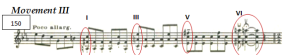 Movement III
150
Poco allarg.
I
III
V
VI